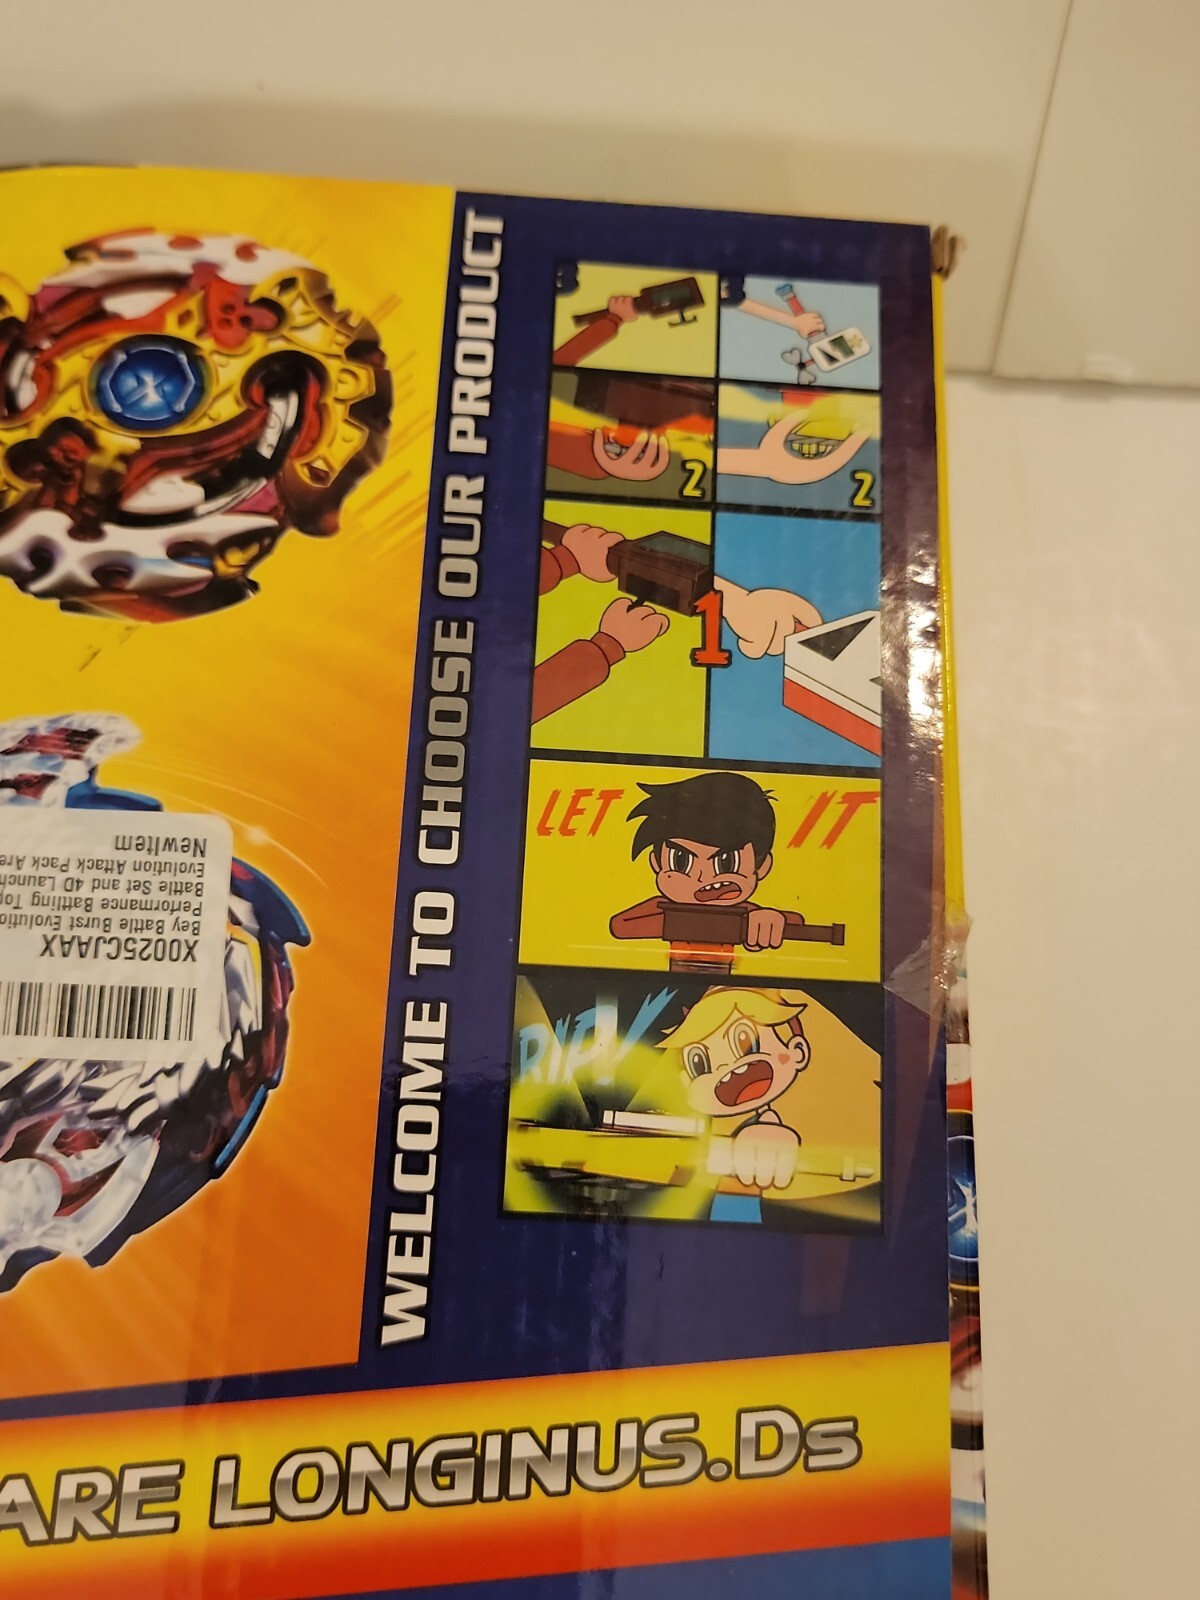 WELCOME TO CHOOSE OUR PRODUCT
3
3
2
2
1
LET IT
RIP!
NewItem
Evolution Attack Pack Are
Battle Set and 4D Launch
Performance Battling Top
Bey Battle Burst Evolutio
X0025CJAAX
ARE LONGINUS.Ds